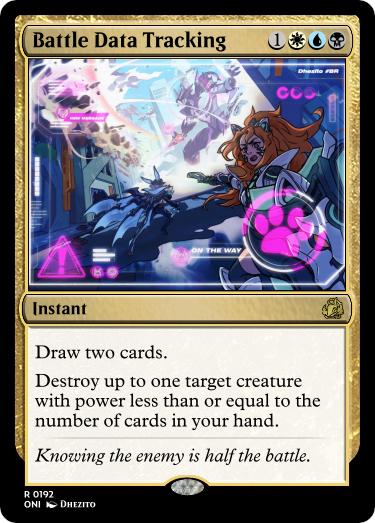 Battle Data Tracking 1
Dhezito #BR
ON THE WAY
Instant
Draw two cards.
Destroy up to one target creature
with power less than or equal to the
number of cards in your hand.
Knowing the enemy is half the battle.
R 0192
ONI DHEZITO